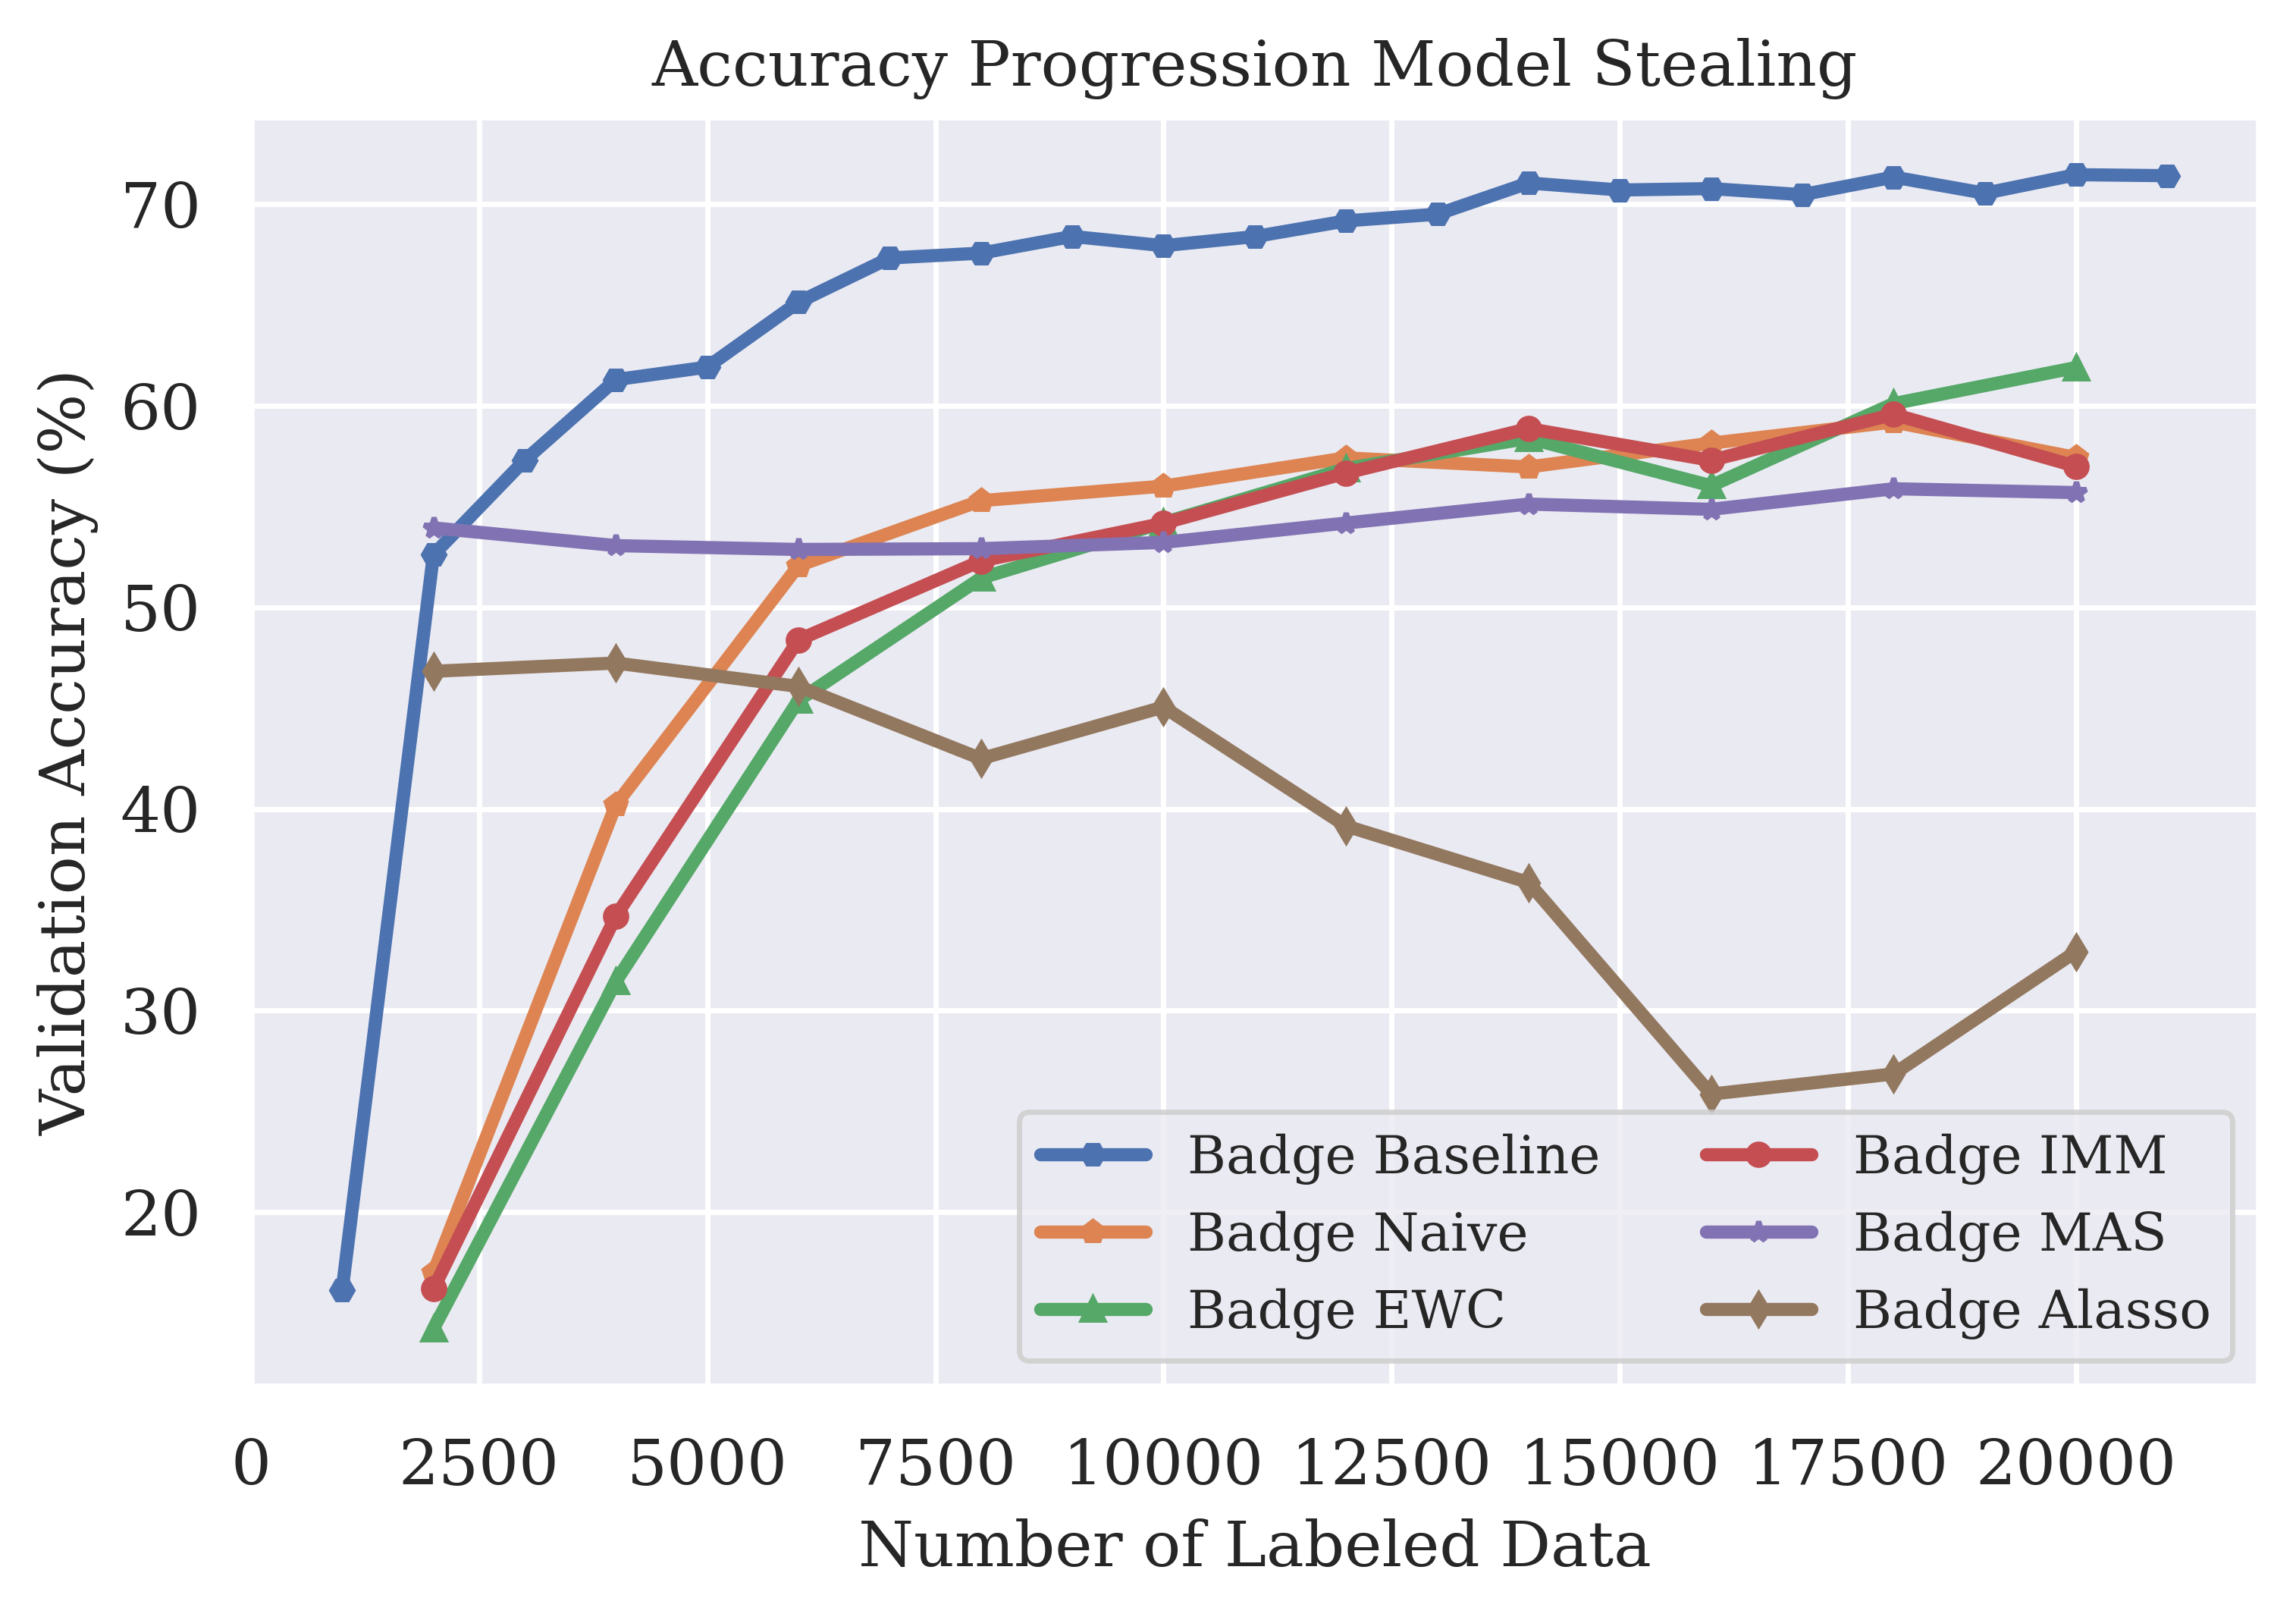 Accuracy Progression Model Stealing
Validation Accuracy (%)
70
60
50
40
30
20
0 2500 5000 7500 10000 12500 15000 17500 20000
Number of Labeled Data
Badge Baseline
Badge Naive
Badge EWC
Badge IMM
Badge MAS
Badge Alasso